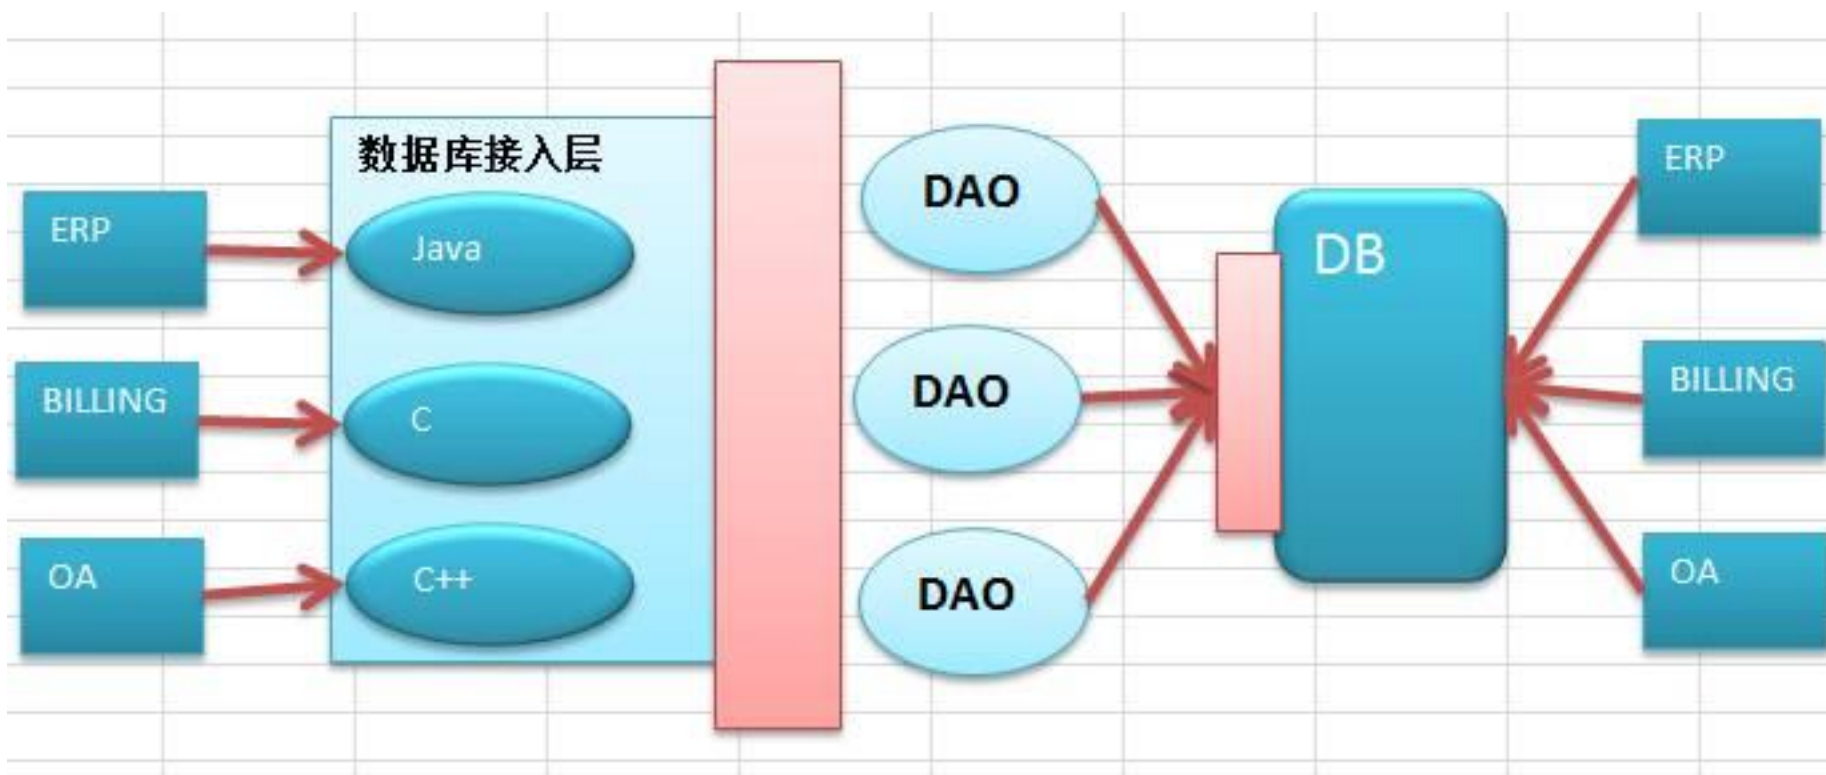 数据库接入层
ERP
Java
BILLING
C
OA
C++
DAO
DAO
DAO
DB
ERP
BILLING
OA